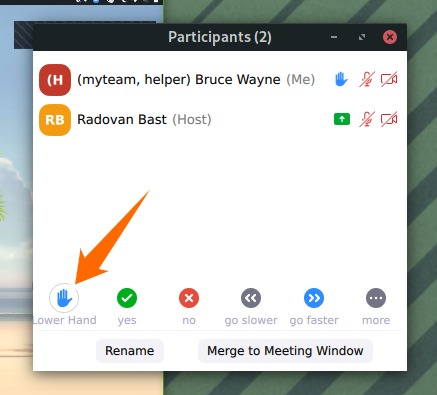 Participants (2)
(H (myteam, helper) Bruce Wayne (Me)
RB Radovan Bast (Host)
Lower Hand yes no go slower go faster more
Rename Merge to Meeting Window